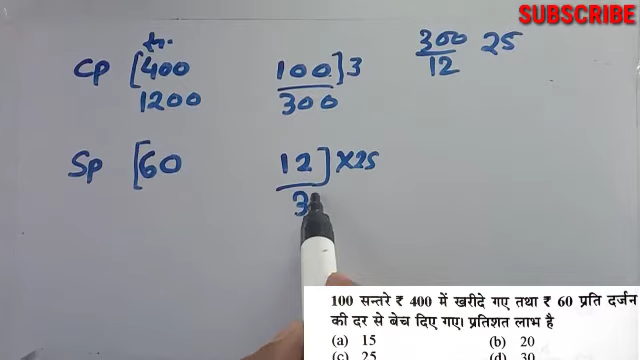 SUBSCRIBE
रु.
CP [400 100]3 300 25
1200 300 12
SP [60 12]×25
3
100 सन्तरे ₹ 400 में खरीदे गए तथा ₹ 60 प्रति दर्जन
की दर से बेच दिए गए। प्रतिशत लाभ है
(a) 15 (b) 20
(c) 25 (d) 30